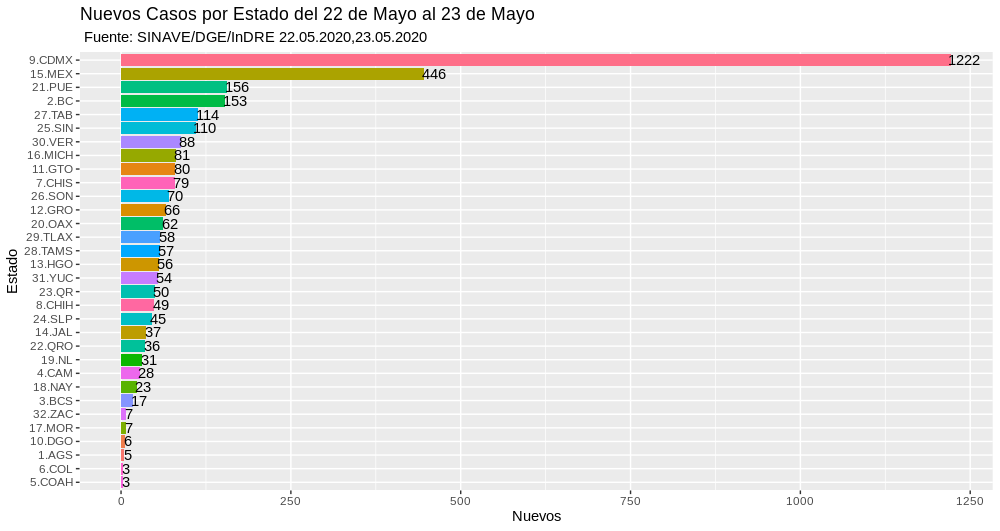 Nuevos Casos por Estado del 22 de Mayo al 23 de Mayo
Fuente: SINAVE/DGE/InDRE 22.05.2020,23.05.2020
Estado
9.CDMX 1222
15.MEX 446
21.PUE 156
2.BC 153
27.TAB 114
25.SIN 110
30.VER 88
16.MICH 81
11.GTO 80
7.CHIS 79
26.SON 70
12.GRO 66
20.OAX 62
29.TLAX 58
28.TAMS 57
13.HGO 56
31.YUC 54
23.QR 50
8.CHIH 49
24.SLP 45
14.JAL 37
22.QRO 36
19.NL 31
4.CAM 28
18.NAY 23
3.BCS 17
32.ZAC 7
17.MOR 7
10.DGO 6
1.AGS 5
6.COL 3
5.COAH 3
0 250 500 750 1000 1250
Nuevos